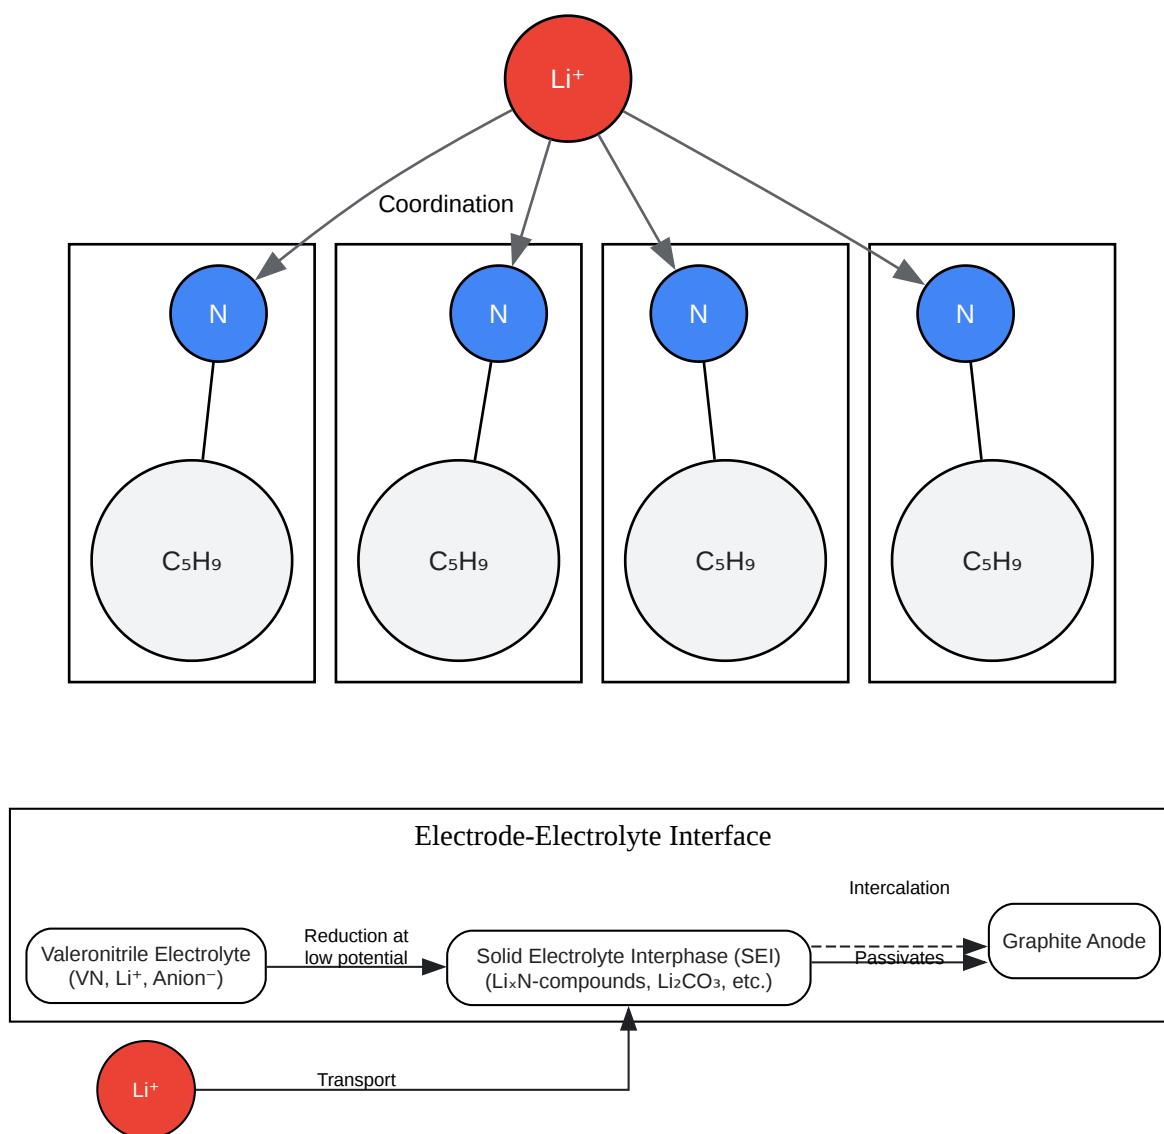 Li⁺
Coordination
N
N
N
N
C₅H₉
C₅H₉
C₅H₉
C₅H₉
Electrode-Electrolyte Interface
Intercalation
Valeronitrile Electrolyte
(VN, Li⁺, Anion⁻)
Reduction at
low potential
Solid Electrolyte Interphase (SEI)
(LiₓN-compounds, Li₂CO₃, etc.)
Passivates
Graphite Anode
Li⁺
Transport